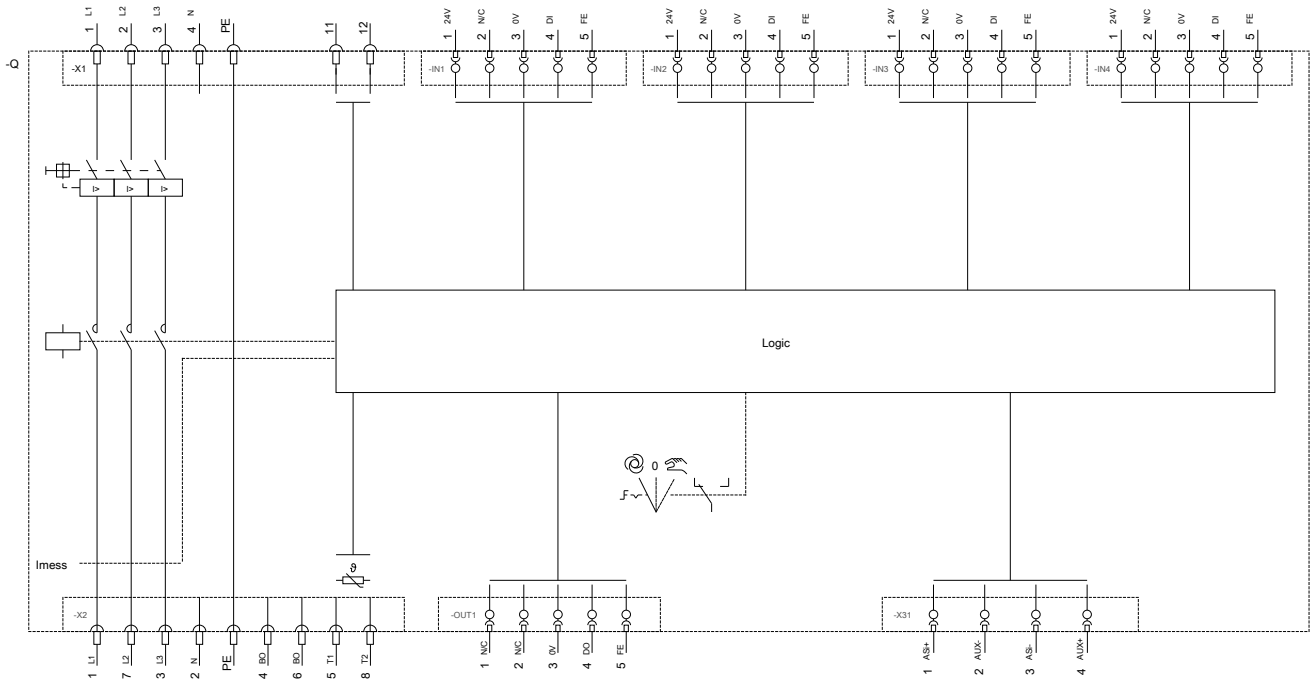 -Q
1 L1
2 L2
3 L3
4 N
PE
11
12
-X1
1 24V
2 N/C
3 0V
4 DI
5 FE
-IN1
1 24V
2 N/C
3 0V
4 DI
5 FE
-IN2
1 24V
2 N/C
3 0V
4 DI
5 FE
-IN3
1 24V
2 N/C
3 0V
4 DI
5 FE
-IN4
I> I> I>
Logic
0
Imess
ϑ
-X2
1 L1
7 L2
3 L3
2 N
PE
4 BO
6 BO
5 T1
8 T2
-OUT1
1 N/C
2 N/C
3 0V
4 DO
5 FE
-X31
1 ASi+
2 AUX-
3 ASi-
4 AUX+